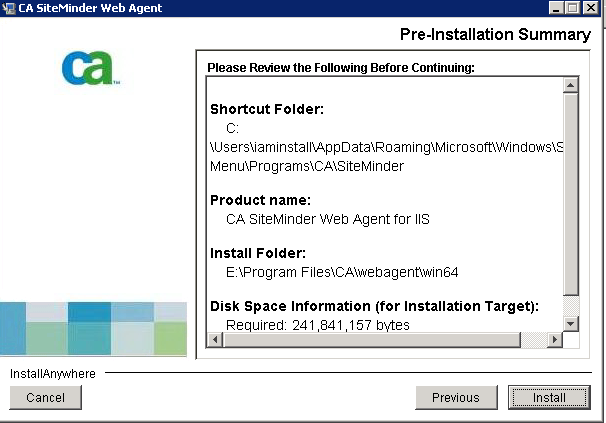 CA SiteMinder Web Agent
Pre-Installation Summary
ca™
Please Review the Following Before Continuing:
Shortcut Folder:
C:
\Users\iaminstall\AppData\Roaming\Microsoft\Windows\S
Menu\Programs\CA\SiteMinder
Product name:
CA SiteMinder Web Agent for IIS
Install Folder:
E:\Program Files\CA\webagent\win64
Disk Space Information (for Installation Target):
Required: 241,841,157 bytes
InstallAnywhere
Cancel
Previous
Install